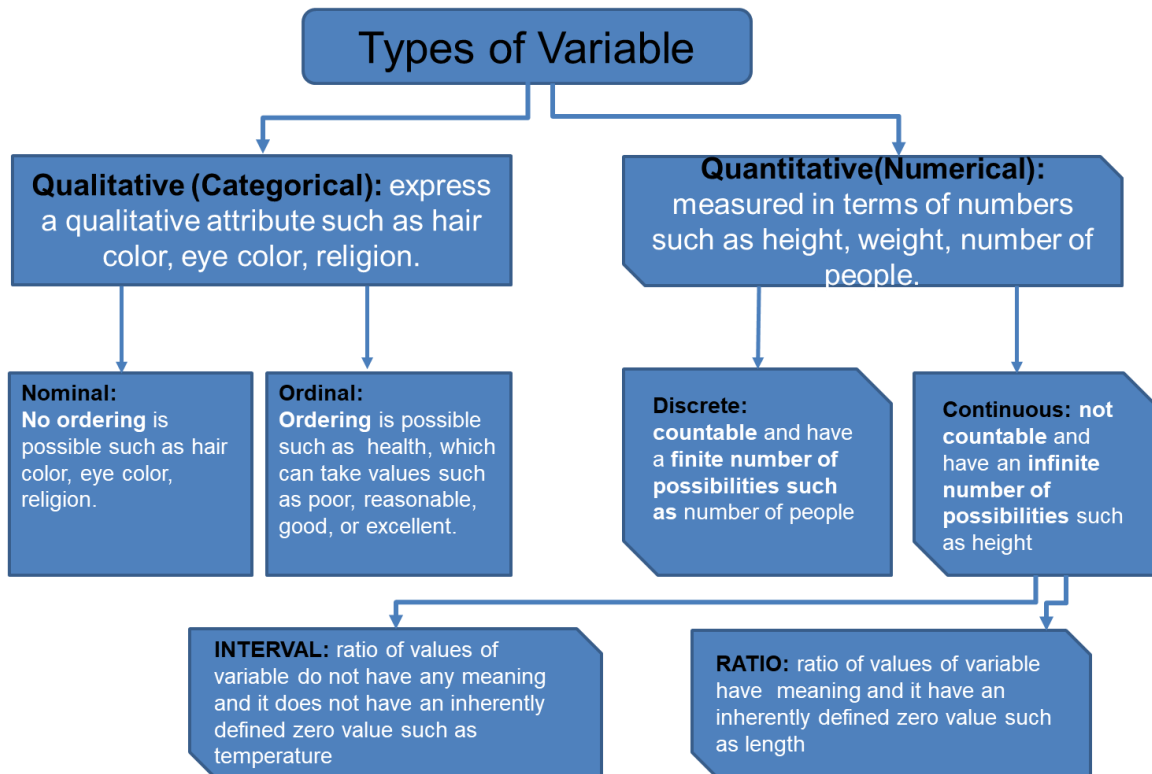 Types of Variable
Qualitative (Categorical): express
a qualitative attribute such as hair
color, eye color, religion.
Quantitative(Numerical):
measured in terms of numbers
such as height, weight, number of
people.
Nominal:
No ordering is
possible such as hair
color, eye color,
religion.
Ordinal:
Ordering is possible
such as health, which
can take values such
as poor, reasonable,
good, or excellent.
Discrete:
countable and have
a finite number of
possibilities such
as number of people
Continuous: not
countable and
have an infinite
number of
possibilities such
as height
INTERVAL: ratio of values of
variable do not have any meaning
and it does not have an inherently
defined zero value such as
temperature
RATIO: ratio of values of variable
have meaning and it have an
inherently defined zero value such
as length